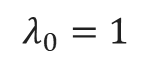 λ₀ = 1